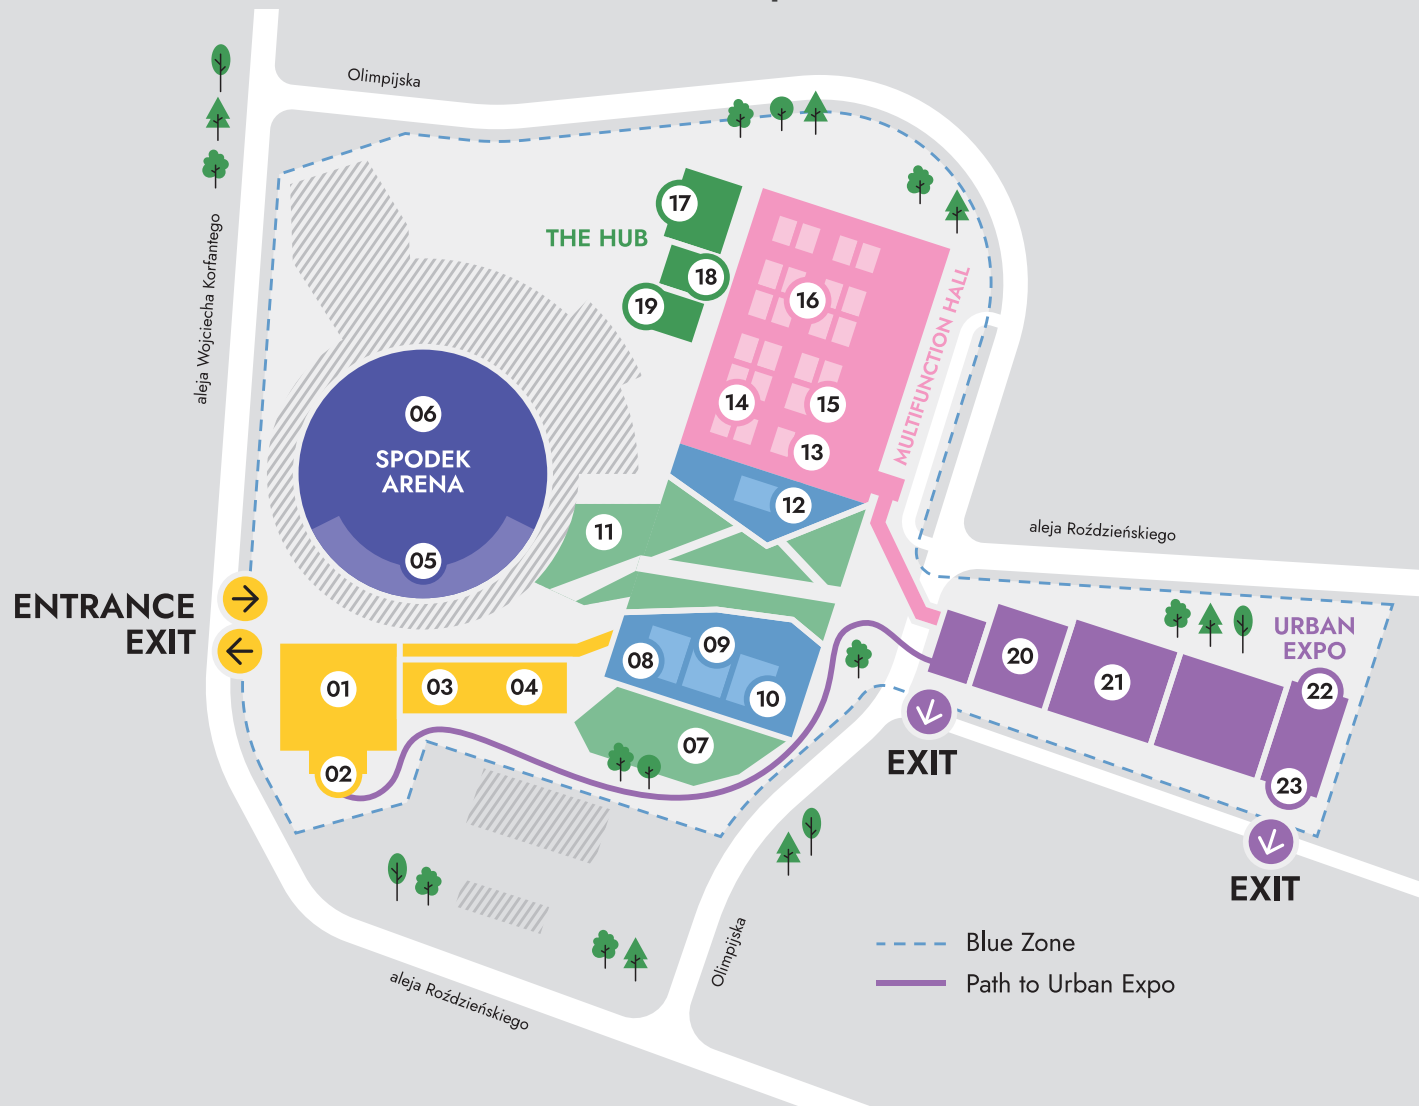 Olimpijska
aleja Wojciecha Korfantego
THE HUB
17
18
19
16
14
15
13
MULTIFUNCTION HALL
12
11
06
SPODEK
ARENA
05
aleja Roździeńskiego
ENTRANCE
EXIT
01
02
03
04
08
09
10
07
20
21
URBAN
EXPO
22
23
EXIT
EXIT
Olimpijska
aleja Roździeńskiego
Blue Zone
Path to Urban Expo